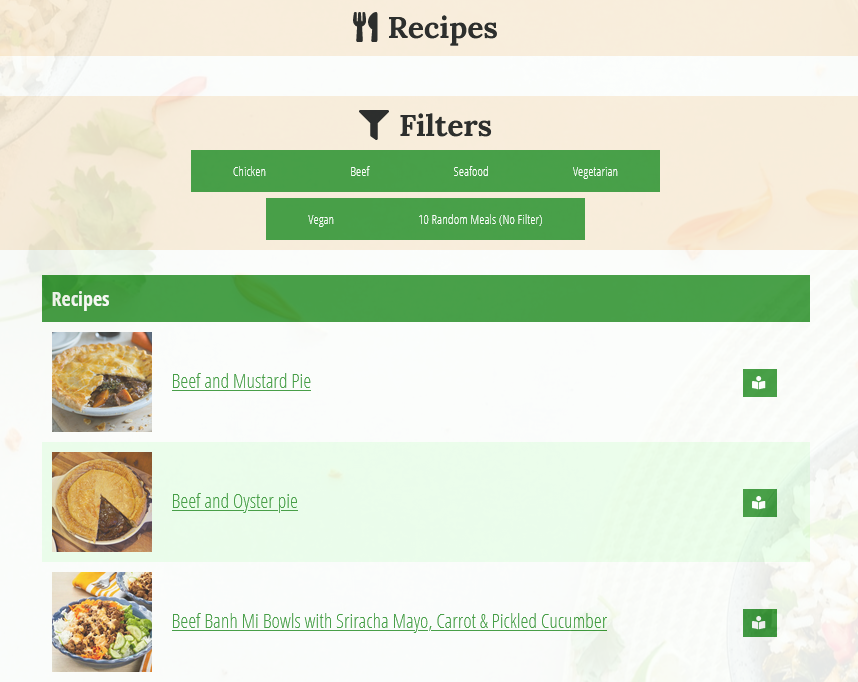 Recipes
Filters
Chicken Beef Seafood Vegetarian
Vegan 10 Random Meals (No Filter)
Recipes
Beef and Mustard Pie
Beef and Oyster pie
Beef Banh Mi Bowls with Sriracha Mayo, Carrot & Pickled Cucumber